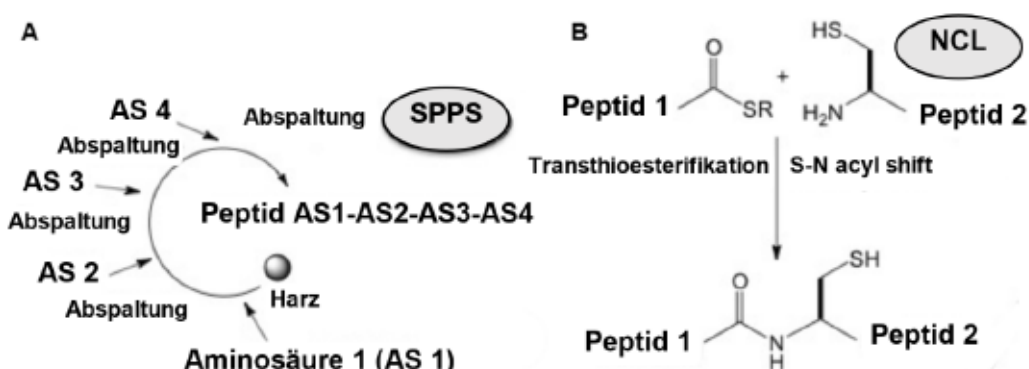 A
SPPS
AS 4
Abspaltung
Abspaltung
AS 3
Abspaltung
Peptid AS1-AS2-AS3-AS4
AS 2
Abspaltung
Harz
Aminosäure 1 (AS 1)
B
NCL
HS
O
+
Peptid 1
SR
H₂N
Peptid 2
Transthioesterifikation
S-N acyl shift
SH
O
Peptid 1
N
H
Peptid 2